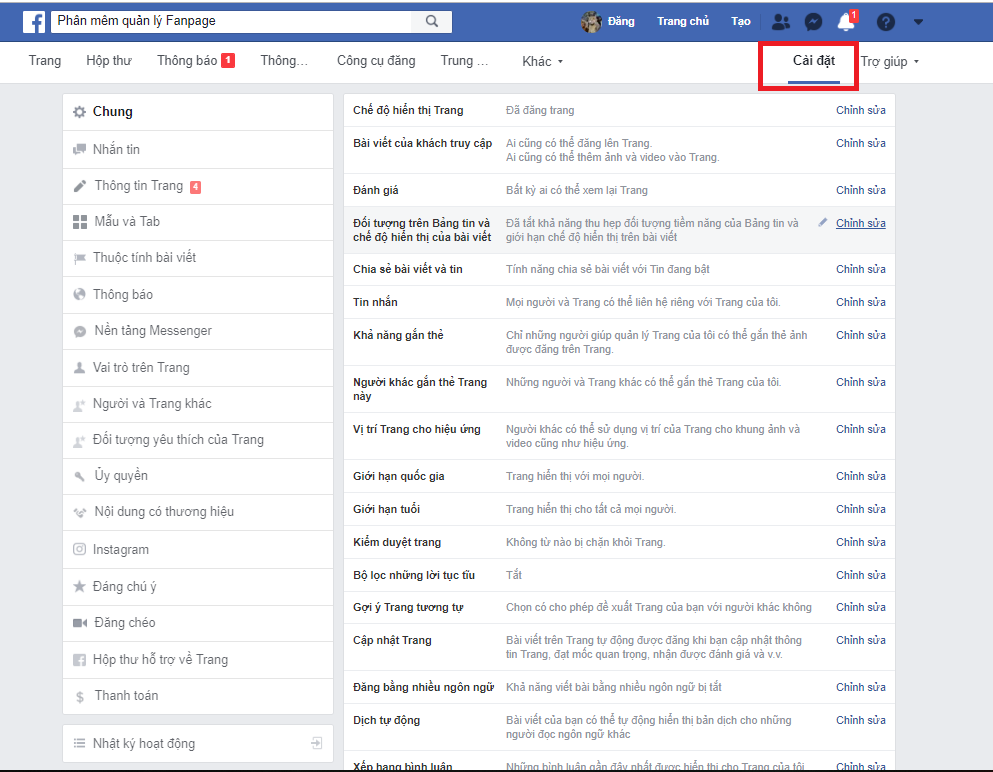 f
Phân mêm quản lý Fanpage
Đăng
Trang chủ
Tạo
1
?
Trang
Hộp thư
Thông báo 1
Thông…
Công cụ đăng
Trung …
Khác
Cài đặt
Trợ giúp
Chung
Nhắn tin
Thông tin Trang 4
Mẫu và Tab
Thuộc tính bài viết
Thông báo
Nền tảng Messenger
Vai trò trên Trang
Người và Trang khác
Đối tượng yêu thích của Trang
Ủy quyền
Nội dung có thương hiệu
Instagram
Đáng chú ý
Đăng chéo
Hộp thư hỗ trợ về Trang
$ Thanh toán
Nhật ký hoạt động
Chế độ hiển thị Trang
Đã đăng trang
Chỉnh sửa
Bài viết của khách truy cập
Ai cũng có thể đăng lên Trang.
Ai cũng có thể thêm ảnh và video vào Trang.
Chỉnh sửa
Đánh giá
Bất kỳ ai có thể xem lại Trang
Chỉnh sửa
Đối tượng trên Bảng tin và
chế độ hiển thị của bài viết
Đã tắt khả năng thu hẹp đối tượng tiềm năng của Bảng tin và
giới hạn chế độ hiển thị trên bài viết
Chỉnh sửa
Chia sẻ bài viết và tin
Tính năng chia sẻ bài viết với Tin đang bật
Chỉnh sửa
Tin nhắn
Mọi người và Trang có thể liên hệ riêng với Trang của tôi.
Chỉnh sửa
Khả năng gắn thẻ
Chỉ những người giúp quản lý Trang của tôi có thể gắn thẻ ảnh
được đăng trên Trang.
Chỉnh sửa
Người khác gắn thẻ Trang
này
Những người và Trang khác có thể gắn thẻ Trang của tôi.
Chỉnh sửa
Vị trí Trang cho hiệu ứng
Người khác có thể sử dụng vị trí của Trang cho khung ảnh và
video cũng như hiệu ứng.
Chỉnh sửa
Giới hạn quốc gia
Trang hiển thị với mọi người.
Chỉnh sửa
Giới hạn tuổi
Trang hiển thị cho tất cả mọi người.
Chỉnh sửa
Kiểm duyệt trang
Không từ nào bị chặn khỏi Trang.
Chỉnh sửa
Bộ lọc những lời tục tĩu
Tắt
Chỉnh sửa
Gợi ý Trang tương tự
Chọn có cho phép đề xuất Trang của bạn với người khác không
Chỉnh sửa
Cập nhật Trang
Bài viết trên Trang tự động được đăng khi bạn cập nhật thông
tin Trang, đạt mốc quan trọng, nhận được đánh giá và v.v.
Chỉnh sửa
Đăng bằng nhiều ngôn ngữ
Khả năng viết bài bằng nhiều ngôn ngữ bị tắt
Chỉnh sửa
Dịch tự động
Bài viết của bạn có thể tự động hiển thị bản dịch cho những
người đọc ngôn ngữ khác
Chỉnh sửa
Xếp hạng bình luận
Những bình luận gần đây nhất được hiển thị cho Trang của tôi
Chỉnh sửa